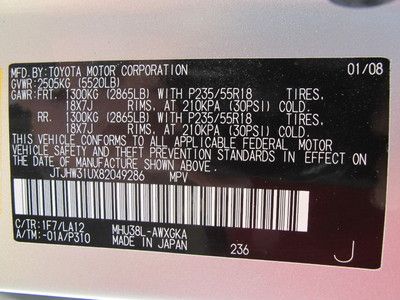 MFD.BY:TOYOTA MOTOR CORPORATION 01/08
GVWR:2505KG (5520LB)
GAWR:FRT. 1300KG (2865LB) WITH P235/55R18 TIRES,
18X7J RIMS, AT 210KPA (30PSI) COLD.
RR. 1300KG (2865LB) WITH P235/55R18 TIRES,
18X7J RIMS, AT 210KPA (30PSI) COLD.
THIS VEHICLE CONFORMS TO ALL APPLICABLE FEDERAL MOTOR
VEHICLE SAFETY AND THEFT PREVENTION STANDARDS IN EFFECT
ON THE DATE OF MANUFACTURE SHOWN ABOVE.
JTJHW31UX82049286 MPV
C/TR:1F7/LA12 MHU38L-AWXGKA
A/TM:-01A/P310 MADE IN JAPAN 236 J